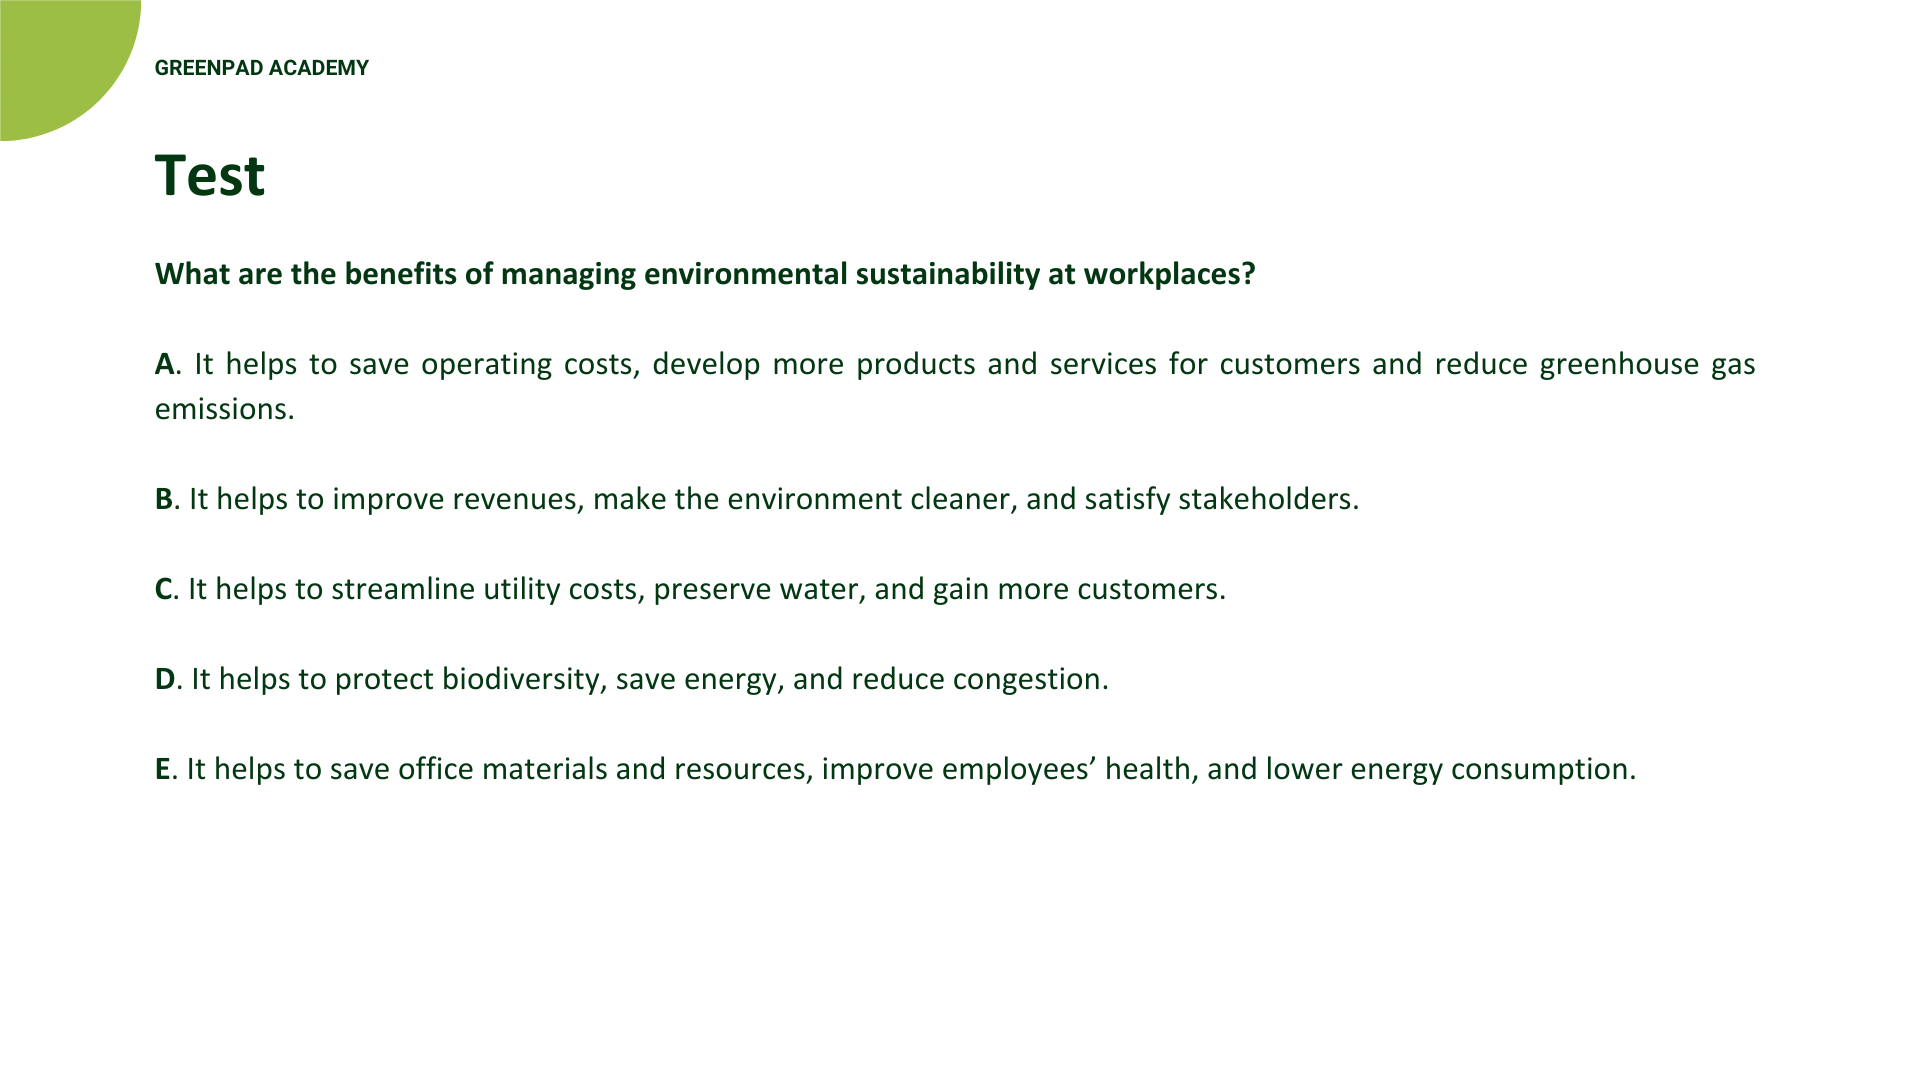 GREENPAD ACADEMY
Test
What are the benefits of managing environmental sustainability at workplaces?
A. It helps to save operating costs, develop more products and services for customers and reduce greenhouse gas
emissions.
B. It helps to improve revenues, make the environment cleaner, and satisfy stakeholders.
C. It helps to streamline utility costs, preserve water, and gain more customers.
D. It helps to protect biodiversity, save energy, and reduce congestion.
E. It helps to save office materials and resources, improve employees’ health, and lower energy consumption.